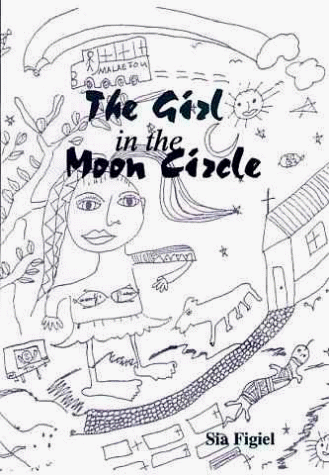 MALAEFOU
The Girl
in the
Moon Circle
Sia Figiel